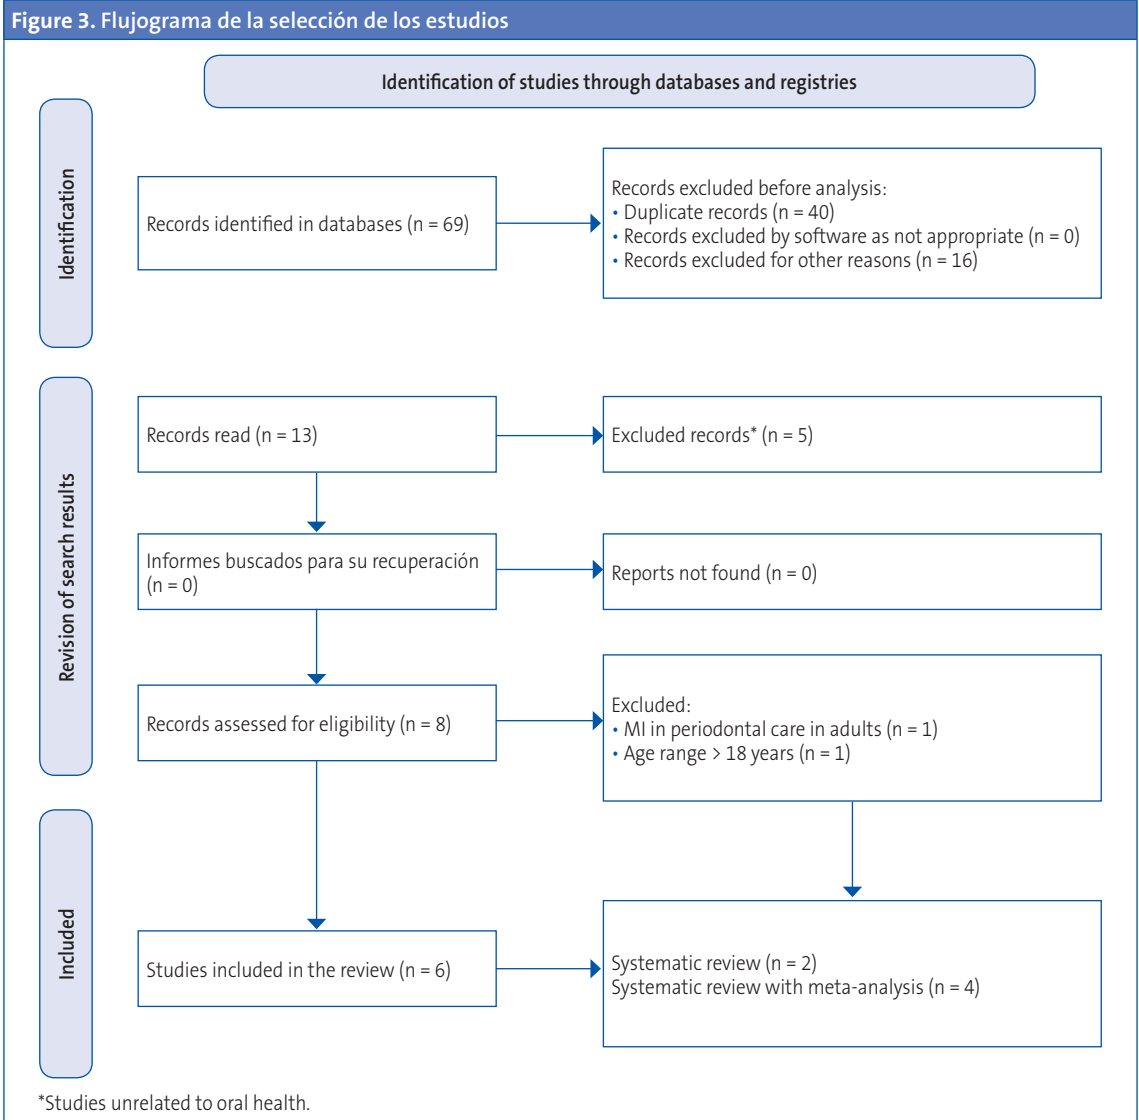 Figure 3. Flujograma de la selección de los estudios
Identification of studies through databases and registries
Identification
Records identified in databases (n = 69)
Records excluded before analysis:
• Duplicate records (n = 40)
• Records excluded by software as not appropriate (n = 0)
• Records excluded for other reasons (n = 16)
Revision of search results
Records read (n = 13)
Excluded records* (n = 5)
Informes buscados para su recuperación
(n = 0)
Reports not found (n = 0)
Records assessed for eligibility (n = 8)
Excluded:
• MI in periodontal care in adults (n = 1)
• Age range > 18 years (n = 1)
Included
Studies included in the review (n = 6)
Systematic review (n = 2)
Systematic review with meta-analysis (n = 4)
*Studies unrelated to oral health.